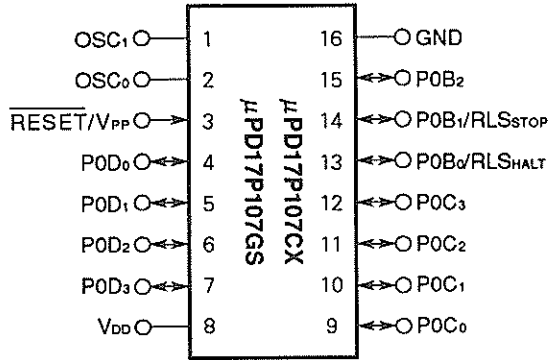 OSC₁ 1 16 GND
OSC₀ 2 15 P0B₂
RESET/VPP 3 14 P0B₁/RLSSTOP
P0D₀ 4 13 P0B₀/RLSHALT
P0D₁ 5 12 P0C₃
P0D₂ 6 11 P0C₂
P0D₃ 7 10 P0C₁
VDD 8 9 P0C₀
μPD17P107CX
μPD17P107GS